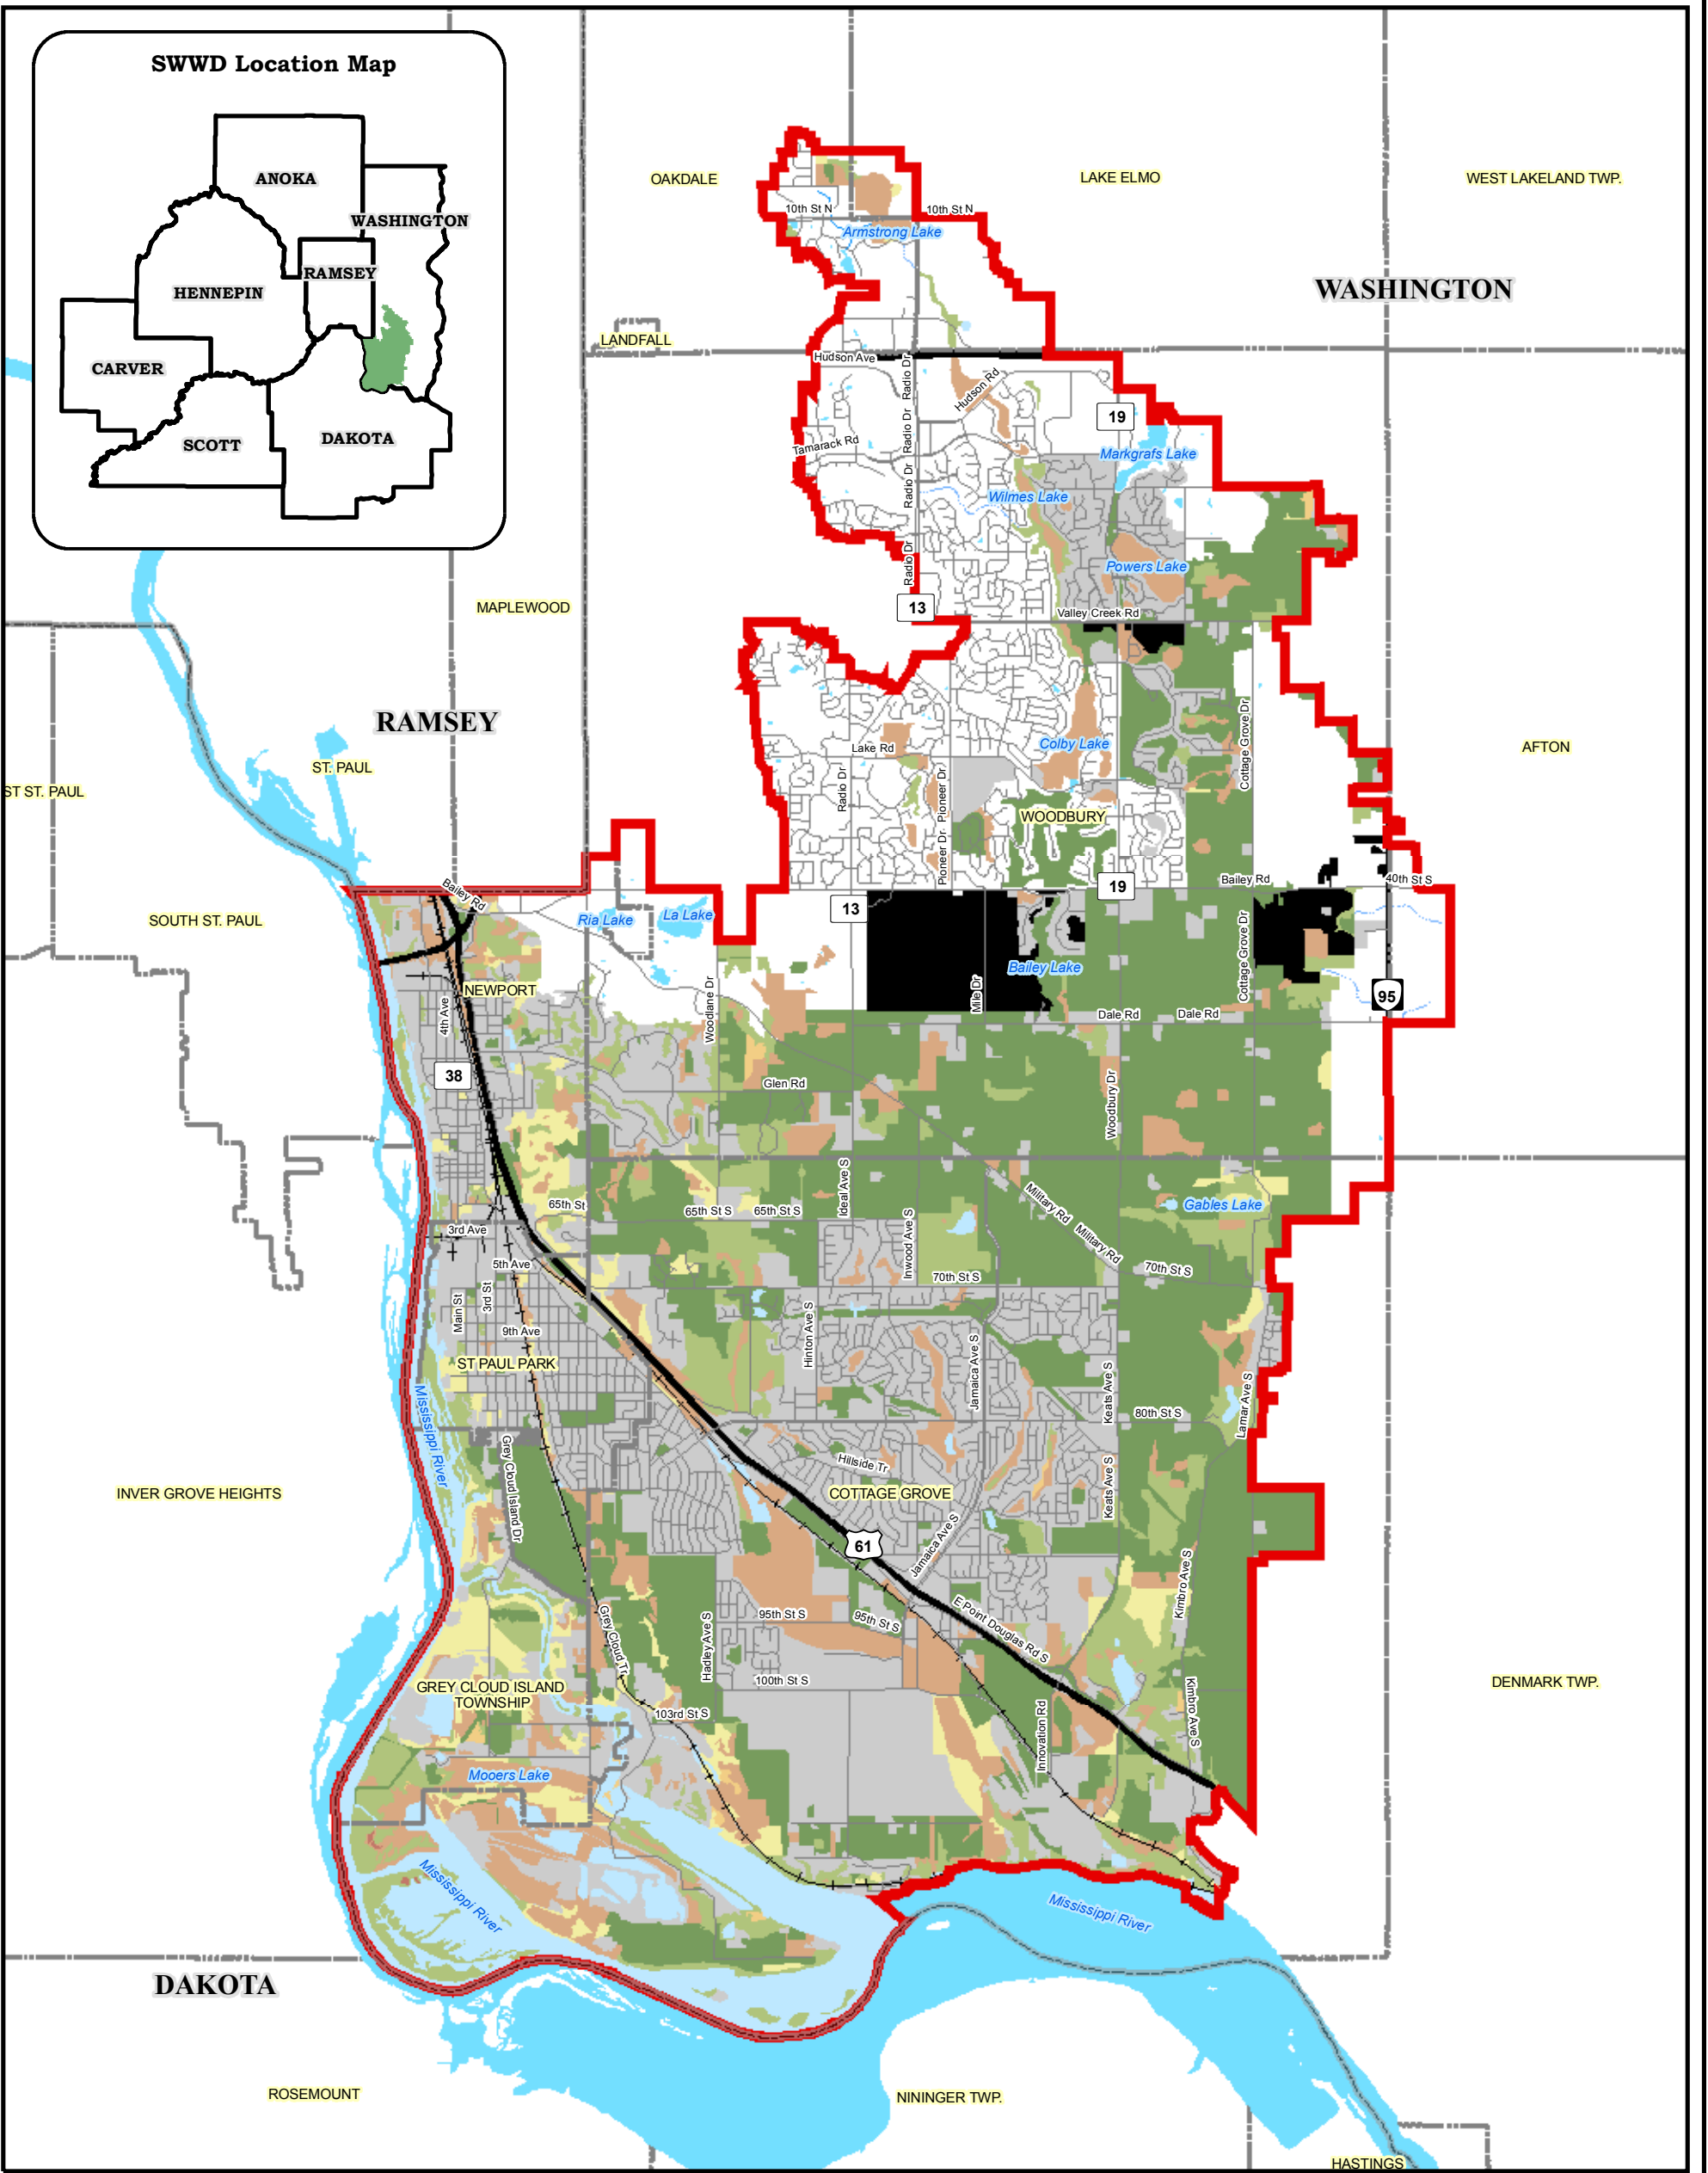 SWWD Location Map
ANOKA
WASHINGTON
RAMSEY
HENNEPIN
CARVER
SCOTT
DAKOTA
OAKDALE
LAKE ELMO
WEST LAKELAND TWP.
10th St N
10th St N
Armstrong Lake
WASHINGTON
LANDFALL
Hudson Ave
Radio Dr
Hudson Rd
19
Radio Dr
Tamarack Rd
Markgrafs Lake
Radio Dr
Wilmes Lake
Radio Dr
Powers Lake
MAPLEWOOD
13
Valley Creek Rd
RAMSEY
Cottage Grove Dr
Lake Rd
Colby Lake
AFTON
ST. PAUL
ST ST. PAUL
Radio Dr
Pioneer Dr
WOODBURY
Pioneer Dr
Bailey Rd
19
Bailey Rd
40th St S
13
SOUTH ST. PAUL
Ria Lake
La Lake
Cottage Grove Dr
Bailey Lake
NEWPORT
Mile Dr
95
4th Ave
Woodlane Dr
Dale Rd
Dale Rd
38
Glen Rd
Woodbury Dr
Ideal Ave S
65th St
65th St S
65th St S
Military Rd
Gables Lake
3rd Ave
Inwood Ave S
Military Rd
5th Ave
70th St S
70th St S
Main St
3rd St
9th Ave
Hinton Ave S
ST PAUL PARK
Jamaica Ave S
Keats Ave S
Lamar Ave S
Mississippi River
80th St S
Grey Cloud Island Dr
Hillside Tr
Keats Ave S
INVER GROVE HEIGHTS
COTTAGE GROVE
61
Jamaica Ave S
Kimbro Ave S
95th St S
95th St S
E Point Douglas Rd S
Grey Cloud Tr
Hadley Ave S
GREY CLOUD ISLAND
TOWNSHIP
100th St S
DENMARK TWP.
103rd St S
Kimbro Ave S
Innovation Rd
Mooers Lake
Mississippi River
Mississippi River
DAKOTA
ROSEMOUNT
NININGER TWP.
HASTINGS